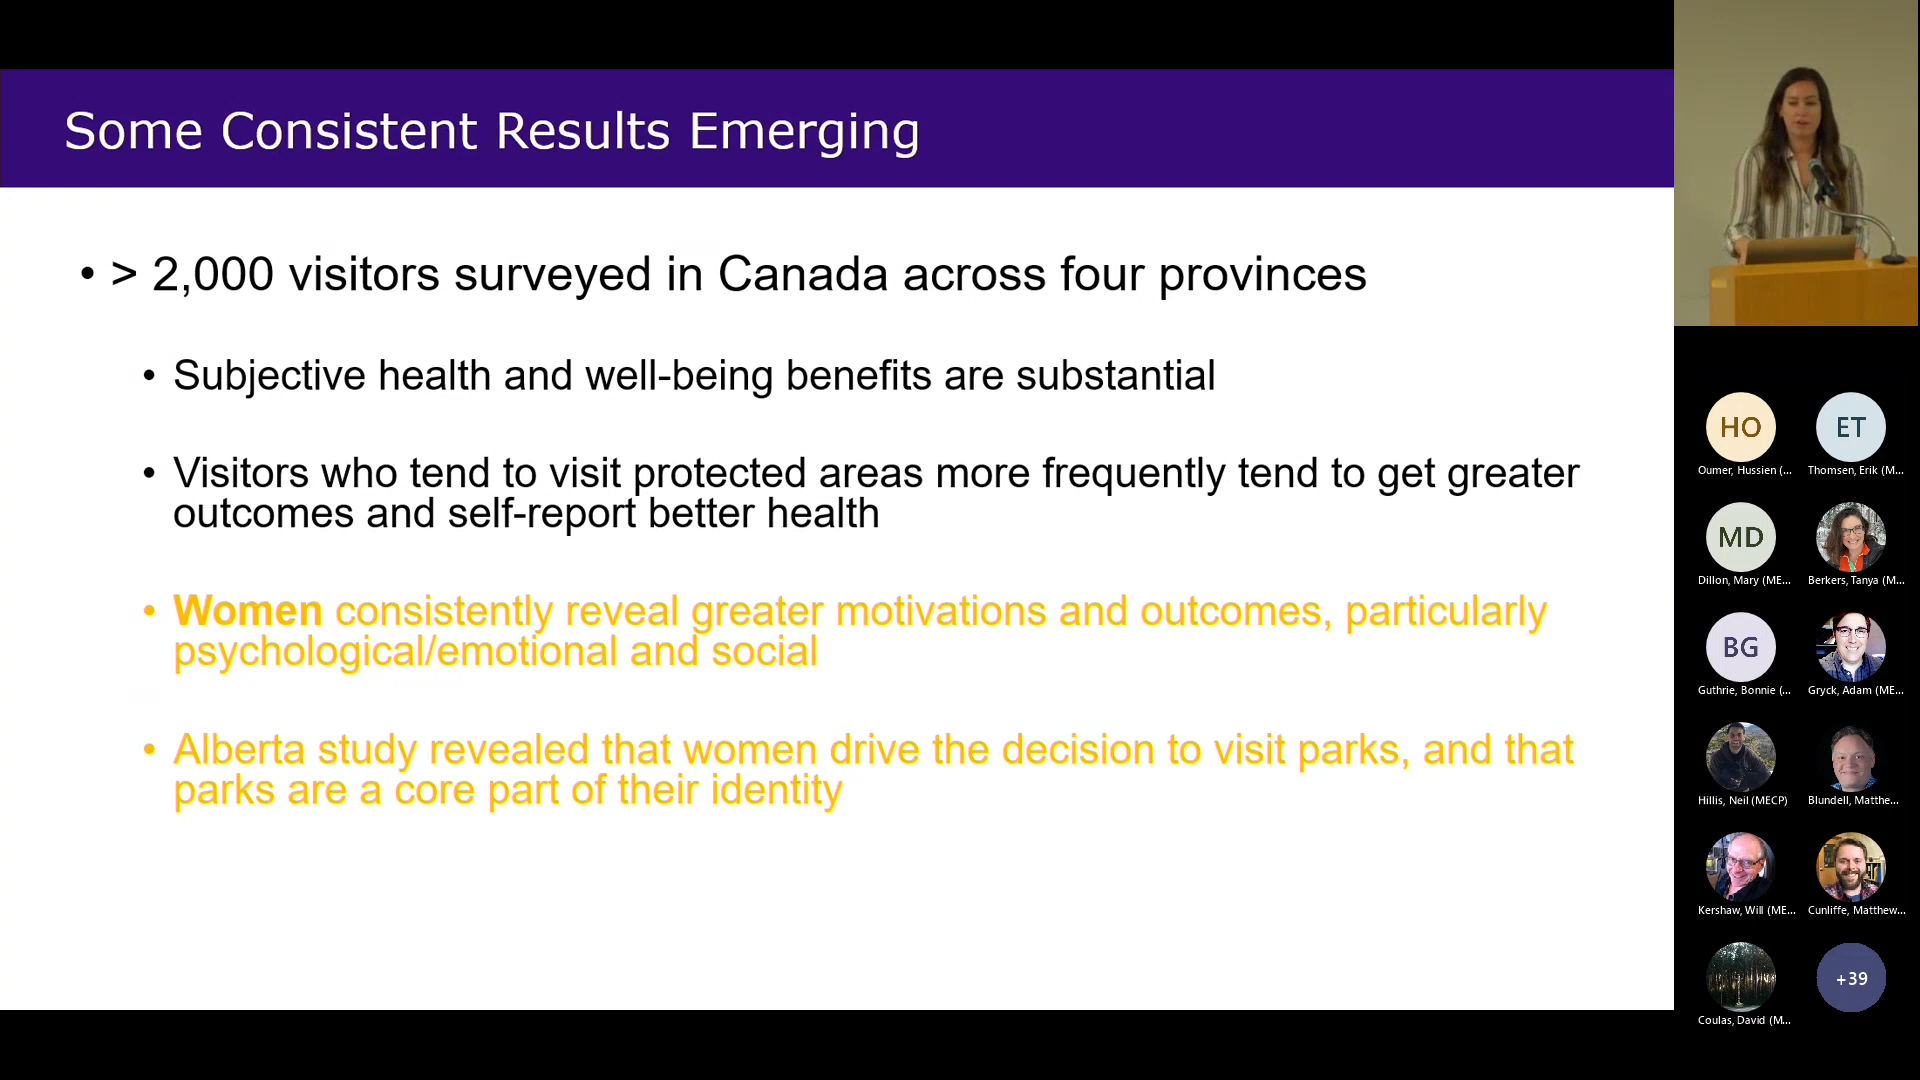 Some Consistent Results Emerging
• > 2,000 visitors surveyed in Canada across four provinces
• Subjective health and well-being benefits are substantial
• Visitors who tend to visit protected areas more frequently tend to get greater
outcomes and self-report better health
• Women consistently reveal greater motivations and outcomes, particularly
psychological/emotional and social
• Alberta study revealed that women drive the decision to visit parks, and that
parks are a core part of their identity
HO
ET
Oumer, Hussien (...
Thomsen, Erik (M...
MD
Dillon, Mary (ME...
Berkers, Tanya (M...
BG
Guthrie, Bonnie (...
Gryck, Adam (ME...
Hillis, Neil (MECP)
Blundell, Matthe...
Kershaw, Will (ME...
Cunliffe, Matthew...
+39
Coulas, David (M...